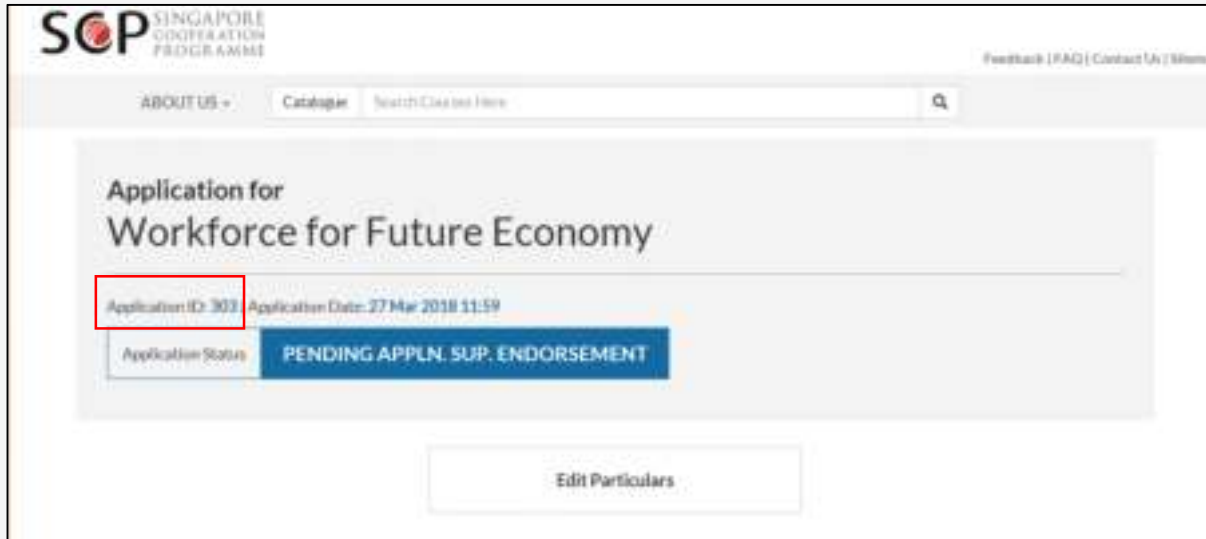 SCP SINGAPORE
COOPERATION
PROGRAMME
Feedback | FAQ | Contact Us |
ABOUT US
Catalogue Search Courses Here
Application for
Workforce for Future Economy
Application ID: 303 | Application Date: 27 Mar 2018 11:59
Application Status PENDING APPLN. SUP. ENDORSEMENT
Edit Particulars